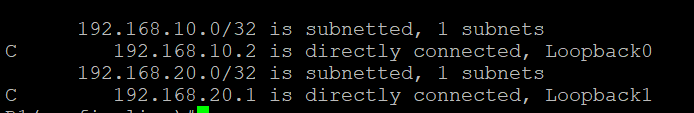 192.168.10.0/32 is subnetted, 1 subnets
C 192.168.10.2 is directly connected, Loopback0
192.168.20.0/32 is subnetted, 1 subnets
C 192.168.20.1 is directly connected, Loopback1